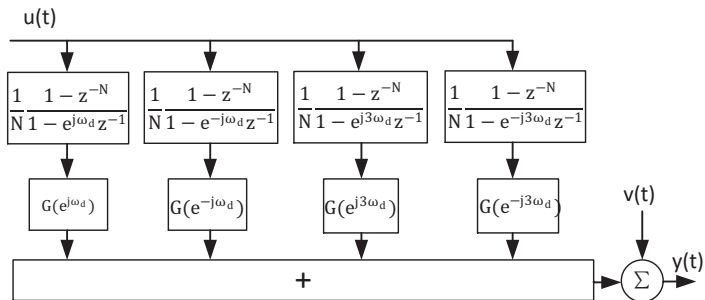 u(t)
1/N (1 − z⁻ᴺ)/(1 − e^{jω_d}z⁻¹)
1/N (1 − z⁻ᴺ)/(1 − e^{−jω_d}z⁻¹)
1/N (1 − z⁻ᴺ)/(1 − e^{j3ω_d}z⁻¹)
1/N (1 − z⁻ᴺ)/(1 − e^{−j3ω_d}z⁻¹)
G(e^{jω_d})
G(e^{−jω_d})
G(e^{j3ω_d})
G(e^{−j3ω_d})
v(t)
+
Σ
y(t)